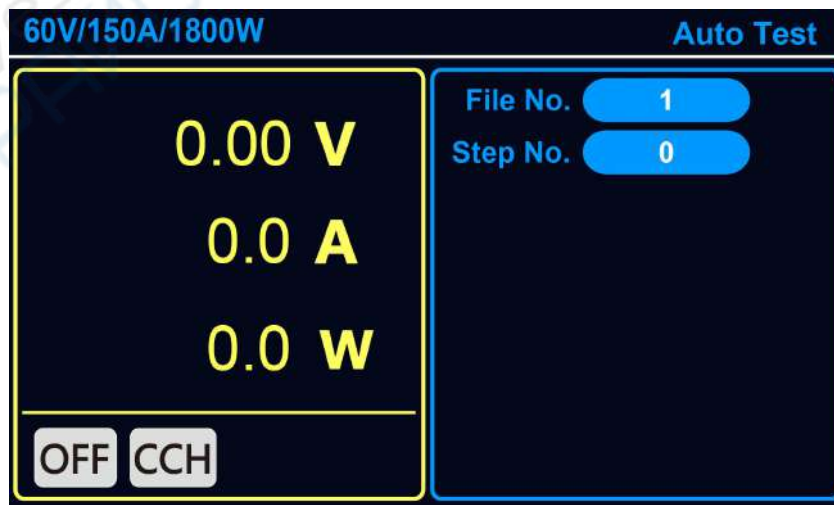 60V/150A/1800W
Auto Test
0.00 V
0.0 A
0.0 W
OFF CCH
File No. 1
Step No. 0